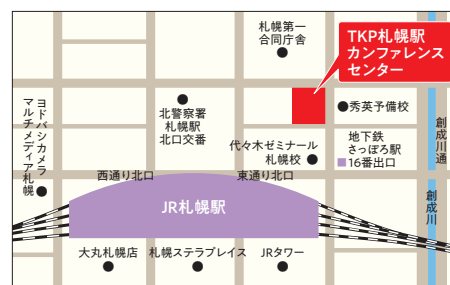 札幌第一
合同庁舎
TKP札幌駅
カンファレンス
センター
ヨドバシカメラ
マルチメディア札幌
北警察署
札幌駅
北口交番
秀英予備校
代々木ゼミナール
札幌校
地下鉄
さっぽろ駅
16番出口
創成川通
創成川
西通り北口
東通り北口
JR札幌駅
大丸札幌店
札幌ステラプレイス
JRタワー